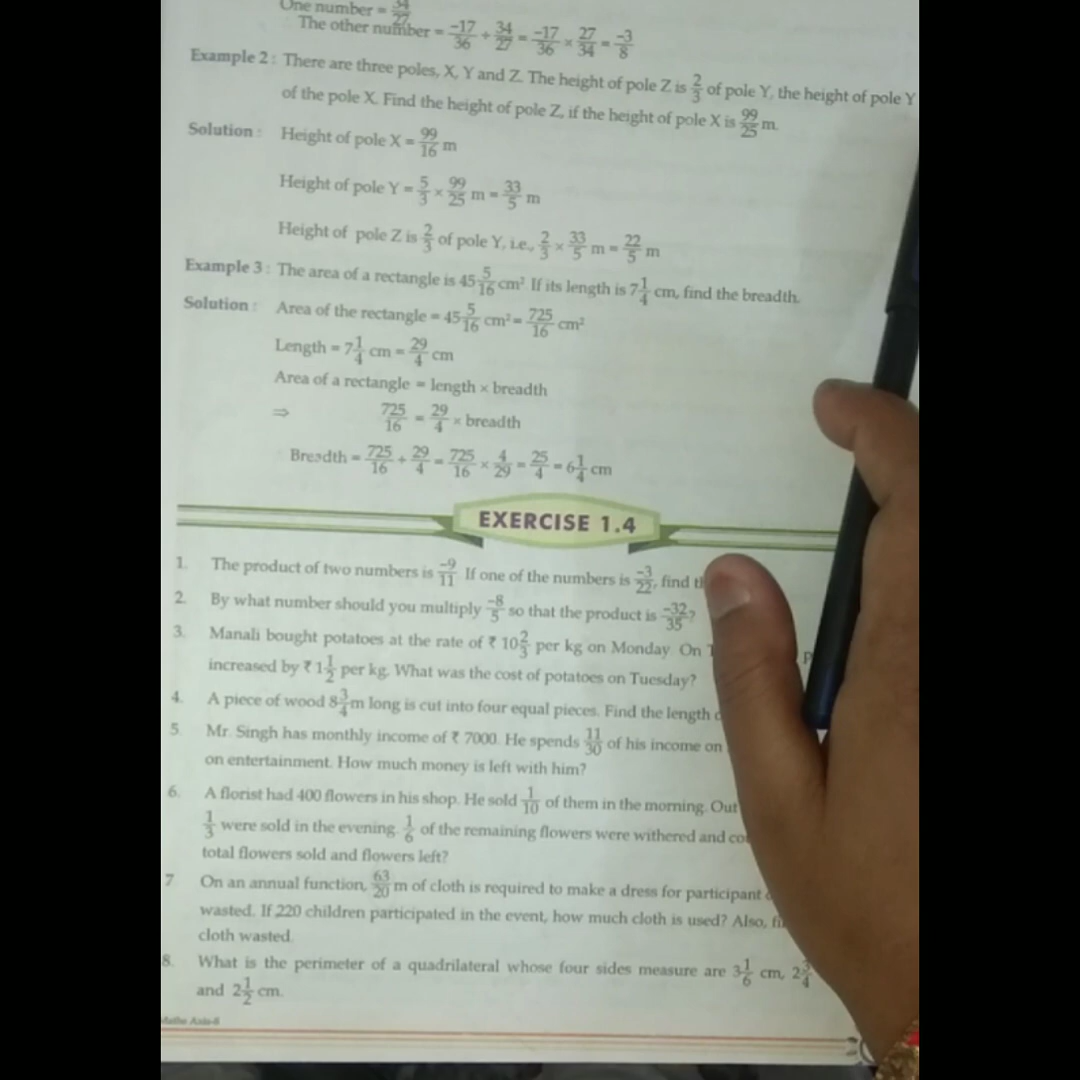 One number = 34/27
The other number = -17/36 ÷ 34/27 = -17/36 × 27/34 = -3/8
Example 2 : There are three poles, X, Y and Z. The height of pole Z is 2/3 of pole Y, the height of pole Y
of the pole X. Find the height of pole Z, if the height of pole X is 99/25 m.
Solution : Height of pole X = 99/16 m
Height of pole Y = 5/3 × 99/25 m = 33/5 m
Height of pole Z is 2/3 of pole Y, i.e., 2/3 × 33/5 m = 22/5 m
Example 3 : The area of a rectangle is 45 5/16 cm². If its length is 7 1/4 cm, find the breadth.
Solution : Area of the rectangle = 45 5/16 cm² = 725/16 cm²
Length = 7 1/4 cm = 29/4 cm
Area of a rectangle = length × breadth
⇒ 725/16 = 29/4 × breadth
Breadth = 725/16 ÷ 29/4 = 725/16 × 4/29 = 25/4 = 6 1/4 cm
EXERCISE 1.4
1. The product of two numbers is -9/11. If one of the numbers is -3/22, find
2. By what number should you multiply -8/5 so that the product is -32/35?
3. Manali bought potatoes at the rate of ₹ 10 2/3 per kg on Monday. On
increased by ₹ 1 1/2 per kg. What was the cost of potatoes on Tuesday?
4. A piece of wood 8 3/4 m long is cut into four equal pieces. Find the length
5. Mr. Singh has monthly income of ₹ 7000. He spends 11/30 of his income on
on entertainment. How much money is left with him?
6. A florist had 400 flowers in his shop. He sold 1/10 of them in the morning. Out
1/3 were sold in the evening. 1/6 of the remaining flowers were withered and
total flowers sold and flowers left?
7. On an annual function, 63/20 m of cloth is required to make a dress for participant
wasted. If 220 children participated in the event, how much cloth is used? Also,
cloth wasted.
8. What is the perimeter of a quadrilateral whose four sides measure are 3 1/6 cm, 2 3/4
and 2 1/2 cm.
Maths Axis-8